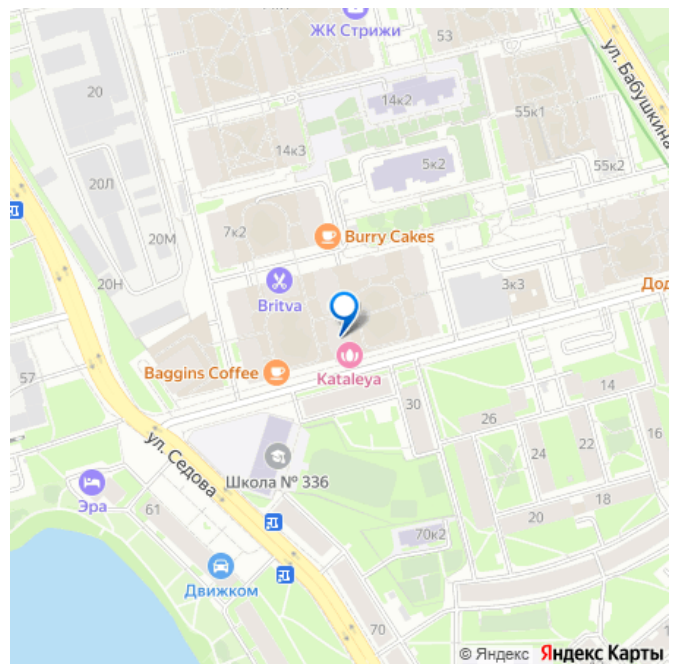 ЖК Стрижи
53
ул. Бабушкина
20
14к2
55к1
14к3
5к2
55к2
20Л
7к2
20М
Burry Cakes
20Н
Britva
3к3
Дод
Baggins Coffee
57
Kataleya
14
30
26
16
ул. Седова
24
22
Школа № 336
Эра
61
18
20
70к2
Движком
70
1
© Яндекс Яндекс Карты